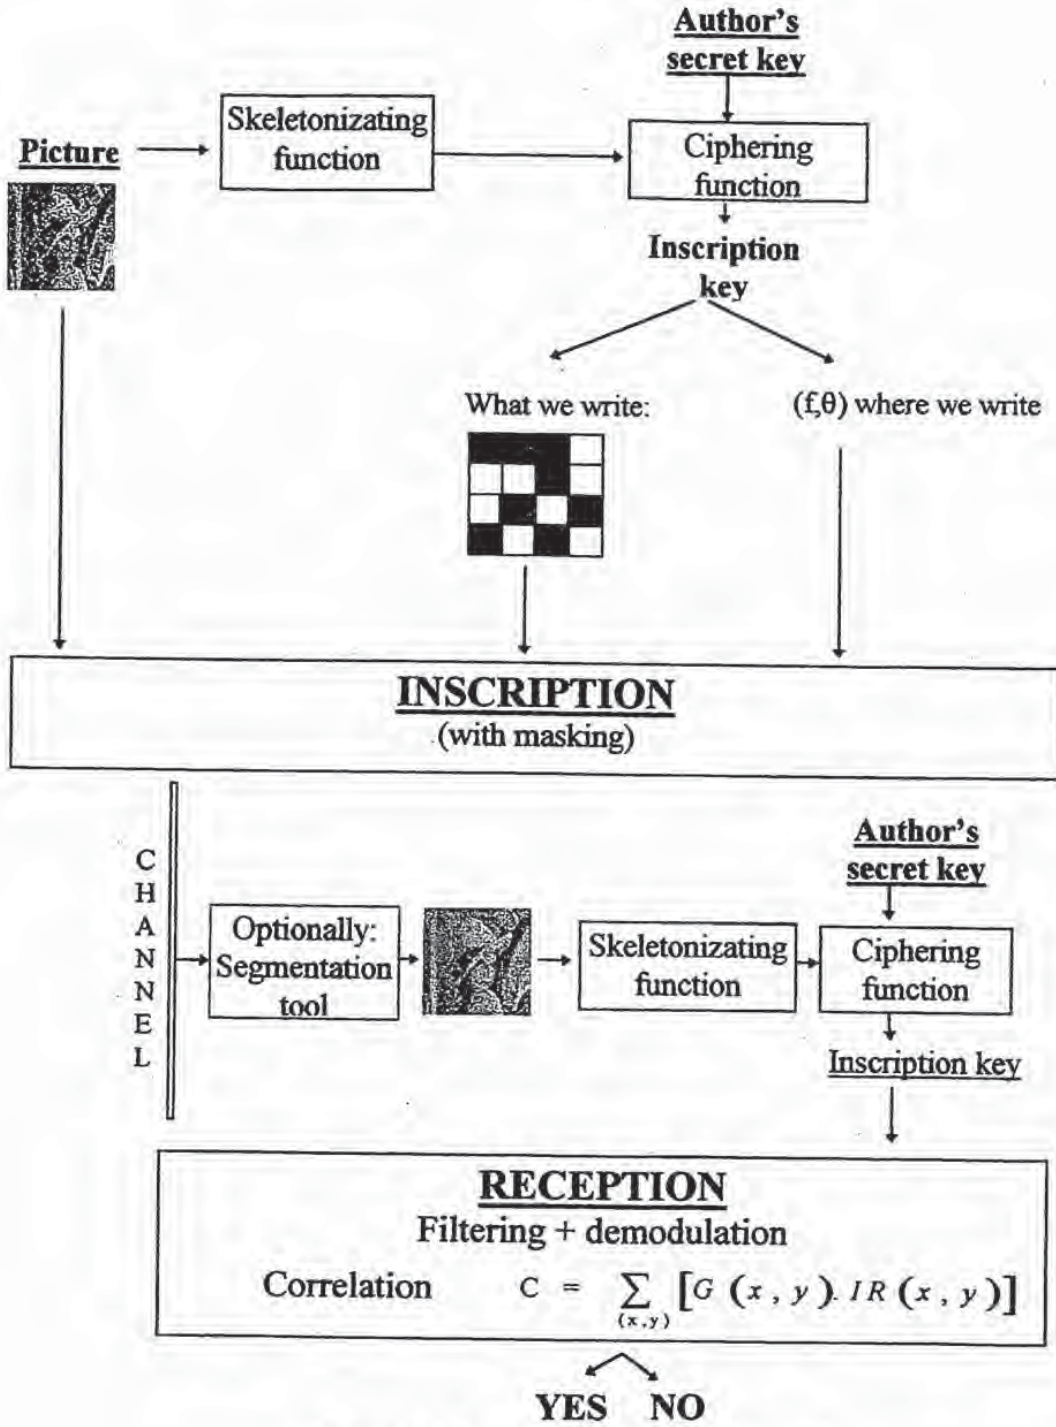 Author's
secret key
Picture
Skeletonizating
function
Ciphering
function
Inscription
key
What we write:
(f,θ) where we write
INSCRIPTION
(with masking)
C
H
A
N
N
E
L
Optionally:
Segmentation
tool
Skeletonizating
function
Author's
secret key
Ciphering
function
Inscription key
RECEPTION
Filtering + demodulation
Correlation C = ∑ [G (x , y). IR (x , y)]
(x,y)
YES NO